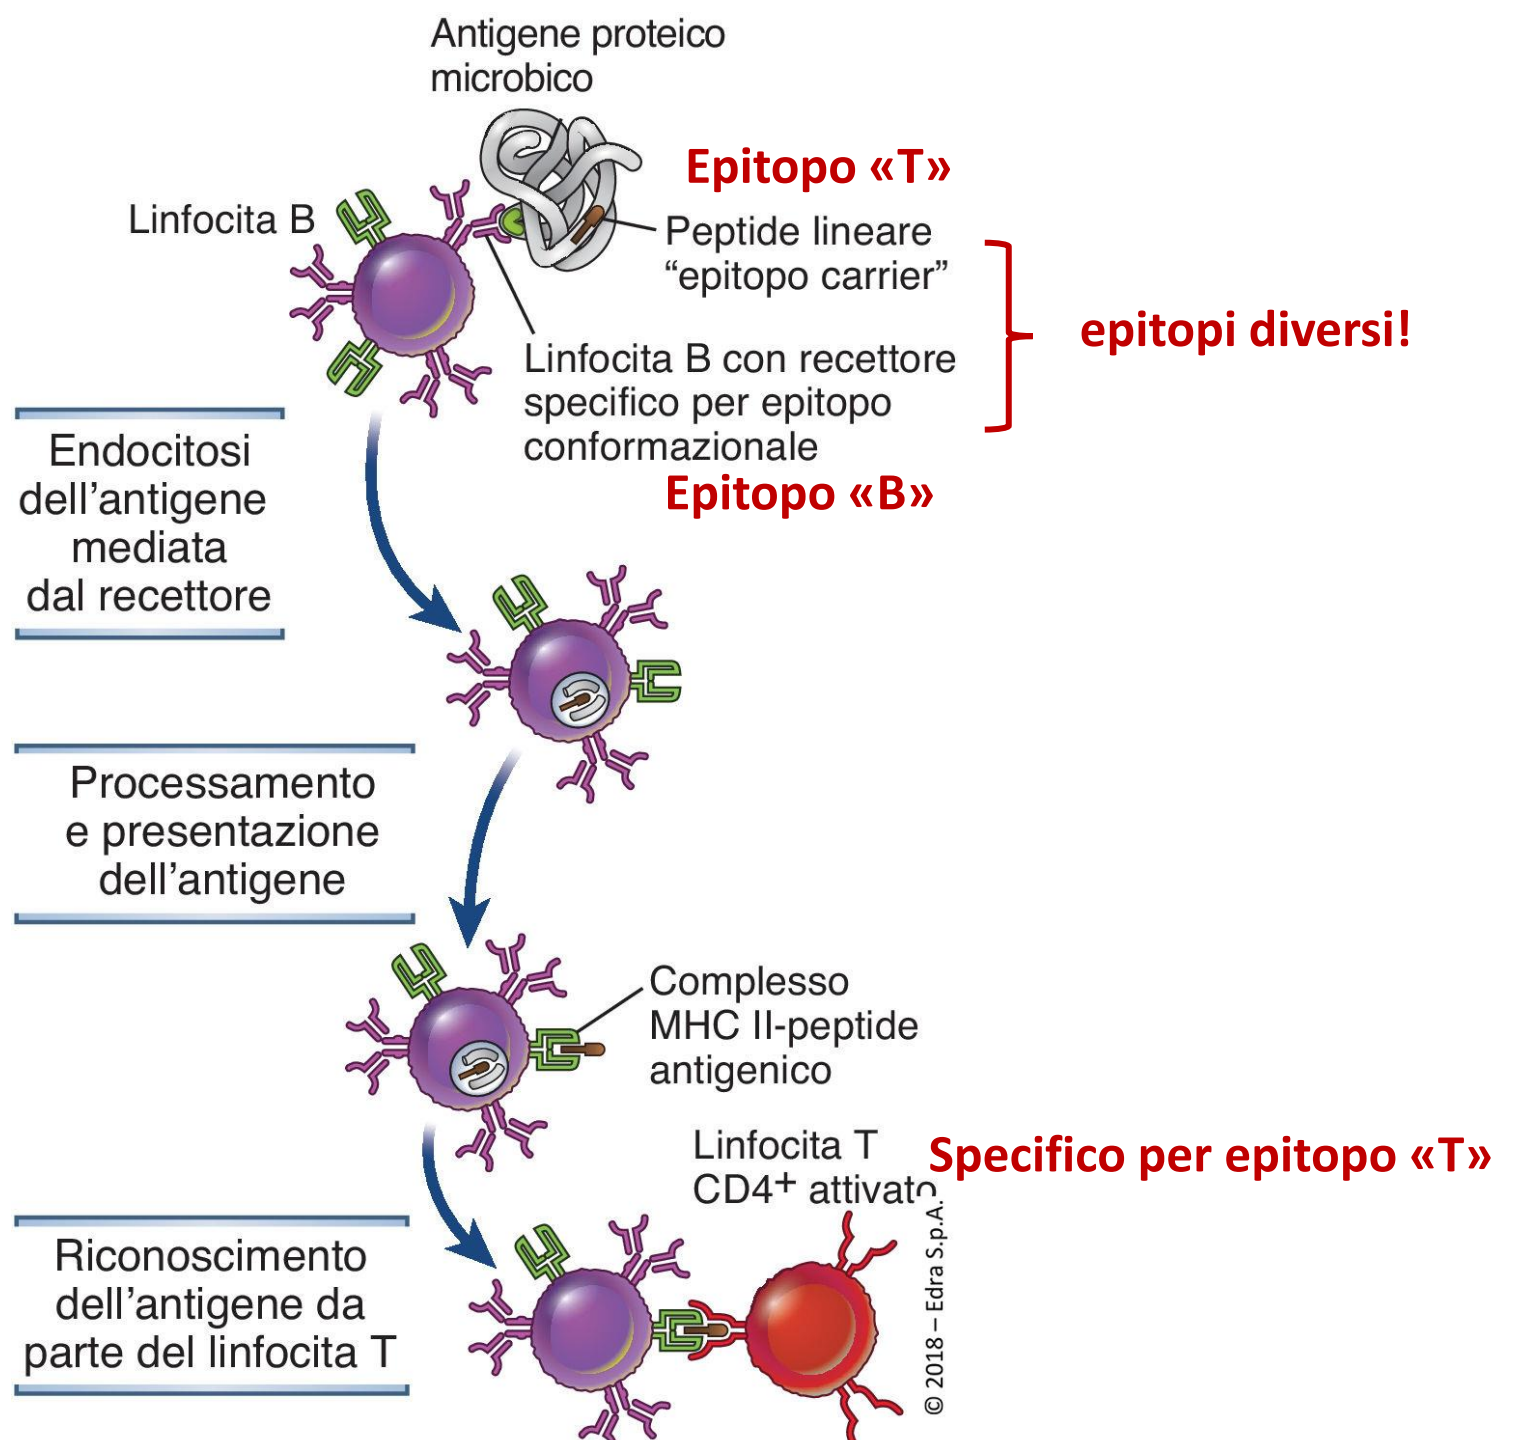 Antigene proteico
microbico
Epitopo «T»
Linfocita B
Peptide lineare
“epitopo carrier”
epitopi diversi!
Linfocita B con recettore
specifico per epitopo
conformazionale
Epitopo «B»
Endocitosi
dell’antigene
mediata
dal recettore
Processamento
e presentazione
dell’antigene
Complesso
MHC II-peptide
antigenico
Linfocita T
CD4+ attivato
Specifico per epitopo «T»
Riconoscimento
dell’antigene da
parte del linfocita T
© 2018 – Edra S.p.A.